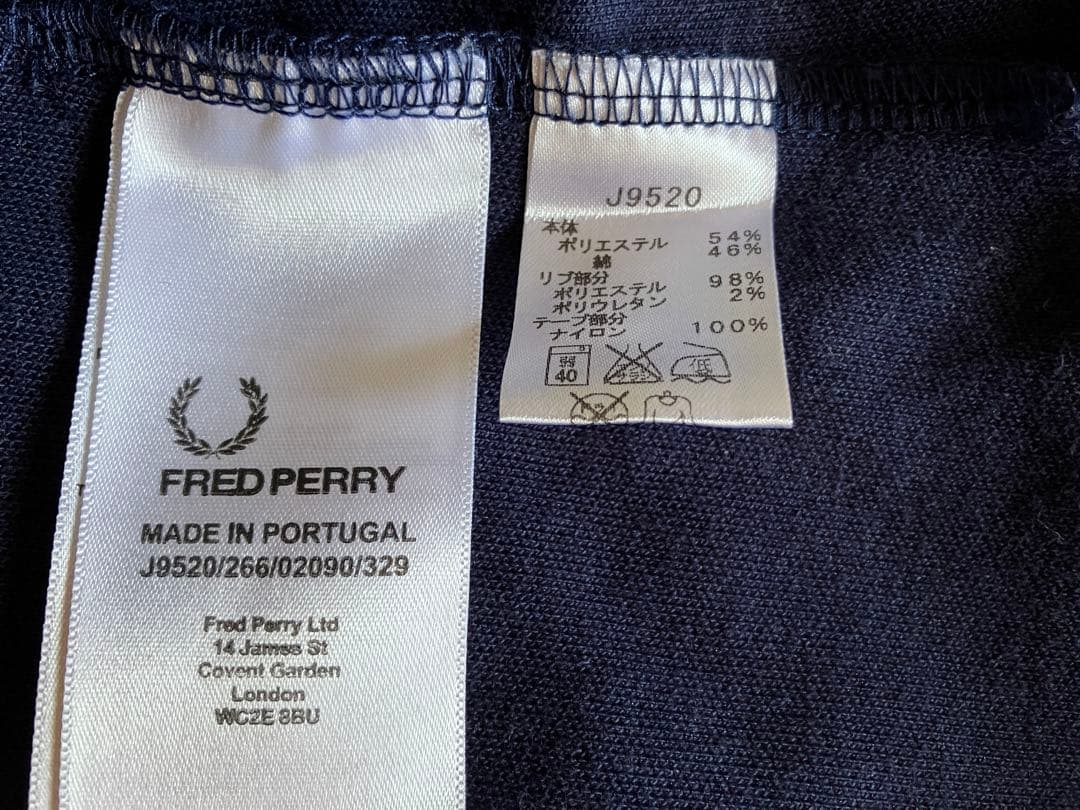 FRED PERRY
MADE IN PORTUGAL
J9520/266/02090/329
Fred Perry Ltd
14 James St
Covent Garden
London
WC2E 8BU
J9520
本体
ポリエステル 54%
綿 46%
リブ部分
ポリエステル 98%
ポリウレタン 2%
テープ部分
ナイロン 100%
弱
40
低